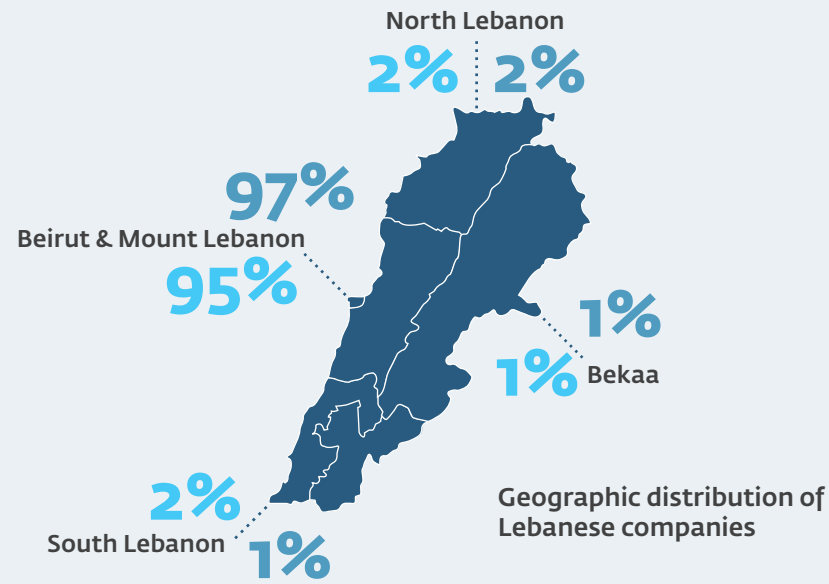 North Lebanon
2% 2%
97%
Beirut & Mount Lebanon
95%
1%
1% Bekaa
2%
South Lebanon 1%
Geographic distribution of
Lebanese companies